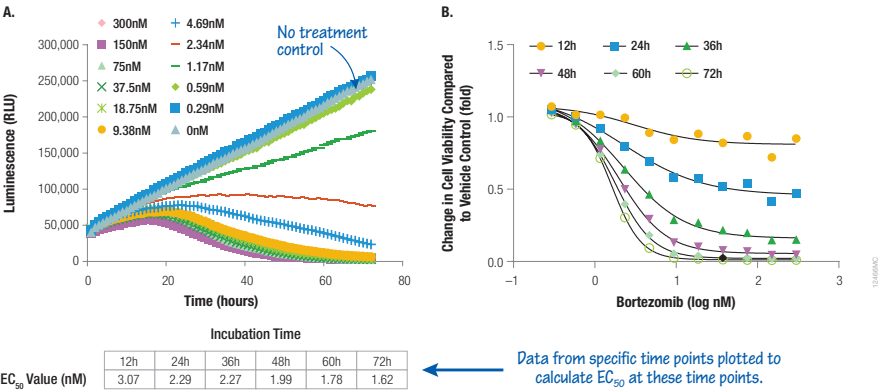 A.
300nM
150nM
75nM
37.5nM
18.75nM
9.38nM
4.69nM
2.34nM
1.17nM
0.59nM
0.29nM
0nM
No treatment
control
Luminescence (RLU)
300,000
250,000
200,000
150,000
100,000
50,000
0
0 20 40 60 80
Time (hours)
B.
12h 24h 36h
48h 60h 72h
Change in Cell Viability Compared
to Vehicle Control (fold)
1.5
1.0
0.5
0.0
–1 0 1 2 3
Bortezomib (log nM)
12466MC
Incubation Time
12h 24h 36h 48h 60h 72h
EC50 Value (nM) 3.07 2.29 2.27 1.99 1.78 1.62
Data from specific time points plotted to
calculate EC50 at these time points.